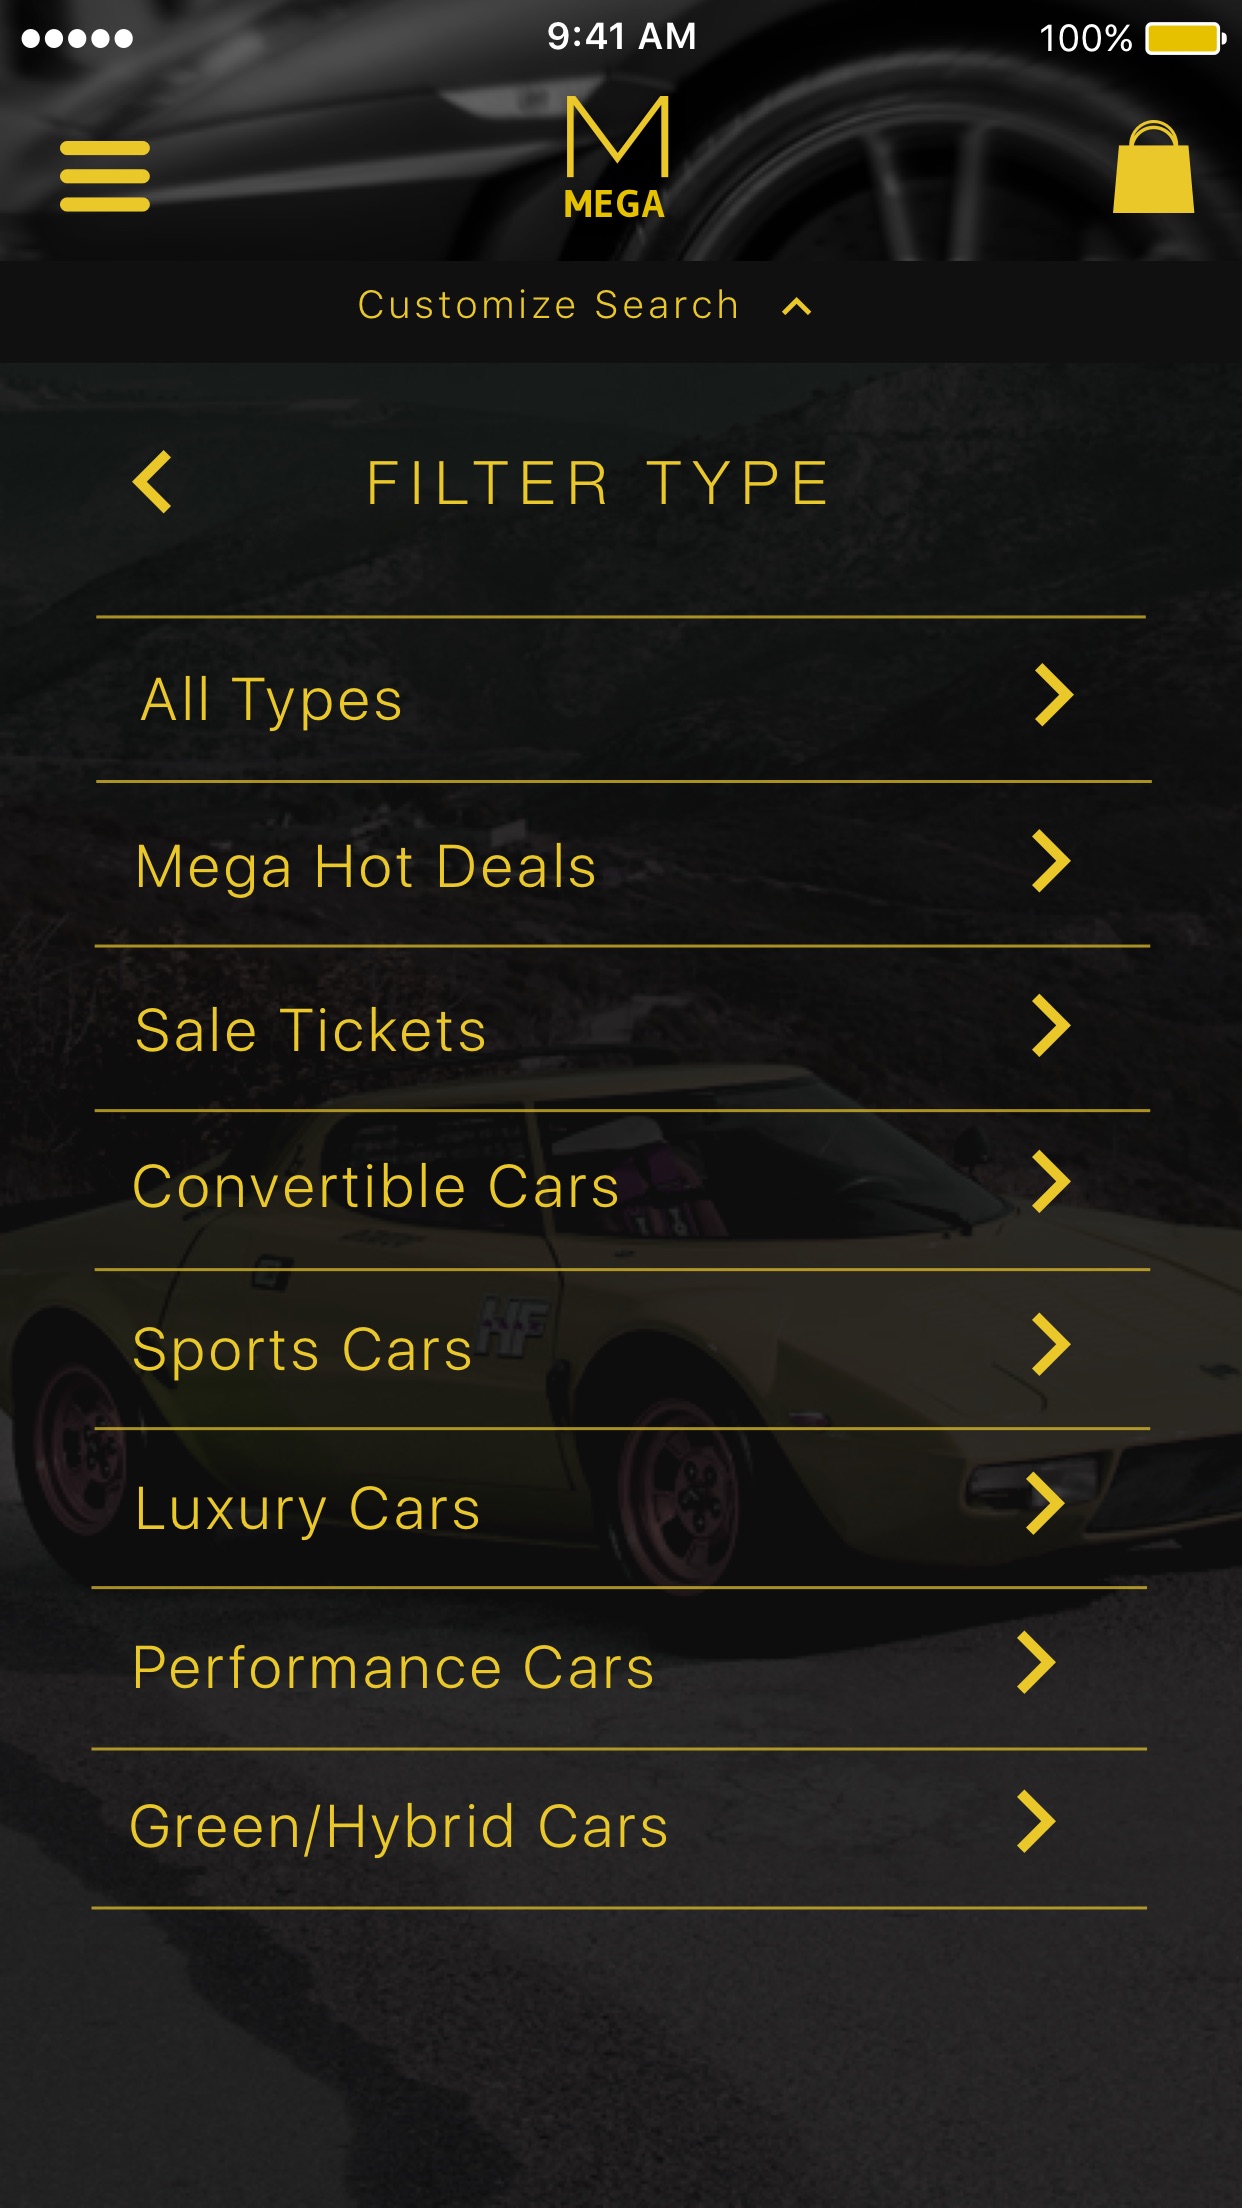 9:41 AM
100%
M
MEGA
Customize Search
FILTER TYPE
All Types
Mega Hot Deals
Sale Tickets
Convertible Cars
HF
Sports Cars
Luxury Cars
Performance Cars
Green/Hybrid Cars